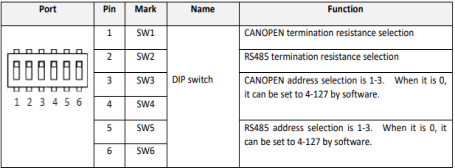 Port Pin Mark Name Function
1 SW1 CANOPEN termination resistance selection
2 SW2 RS485 termination resistance selection
3 SW3 DIP switch CANOPEN address selection is 1-3. When it is 0,
it can be set to 4-127 by software.
1 2 3 4 5 6
4 SW4
5 SW5 RS485 address selection is 1-3. When it is 0, it
can be set to 4-127 by software.
6 SW6